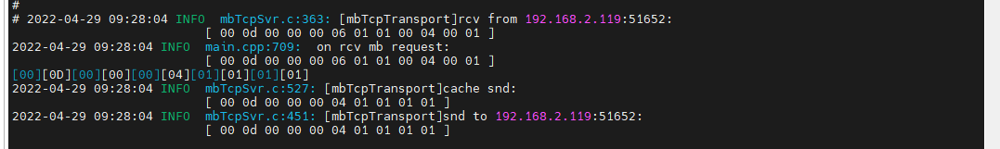 #
# 2022-04-29 09:28:04 INFO  mbTcpSvr.c:363: [mbTcpTransport]rcv from 192.168.2.119:51652:
[ 00 0d 00 00 00 06 01 01 00 04 00 01 ]
2022-04-29 09:28:04 INFO  main.cpp:709:  on rcv mb request:
[ 00 0d 00 00 00 06 01 01 00 04 00 01 ]
[00][0D][00][00][00][04][01][01][01][01]
2022-04-29 09:28:04 INFO  mbTcpSvr.c:527: [mbTcpTransport]cache snd:
[ 00 0d 00 00 00 04 01 01 01 01 ]
2022-04-29 09:28:04 INFO  mbTcpSvr.c:451: [mbTcpTransport]snd to 192.168.2.119:51652:
[ 00 0d 00 00 00 04 01 01 01 01 ]